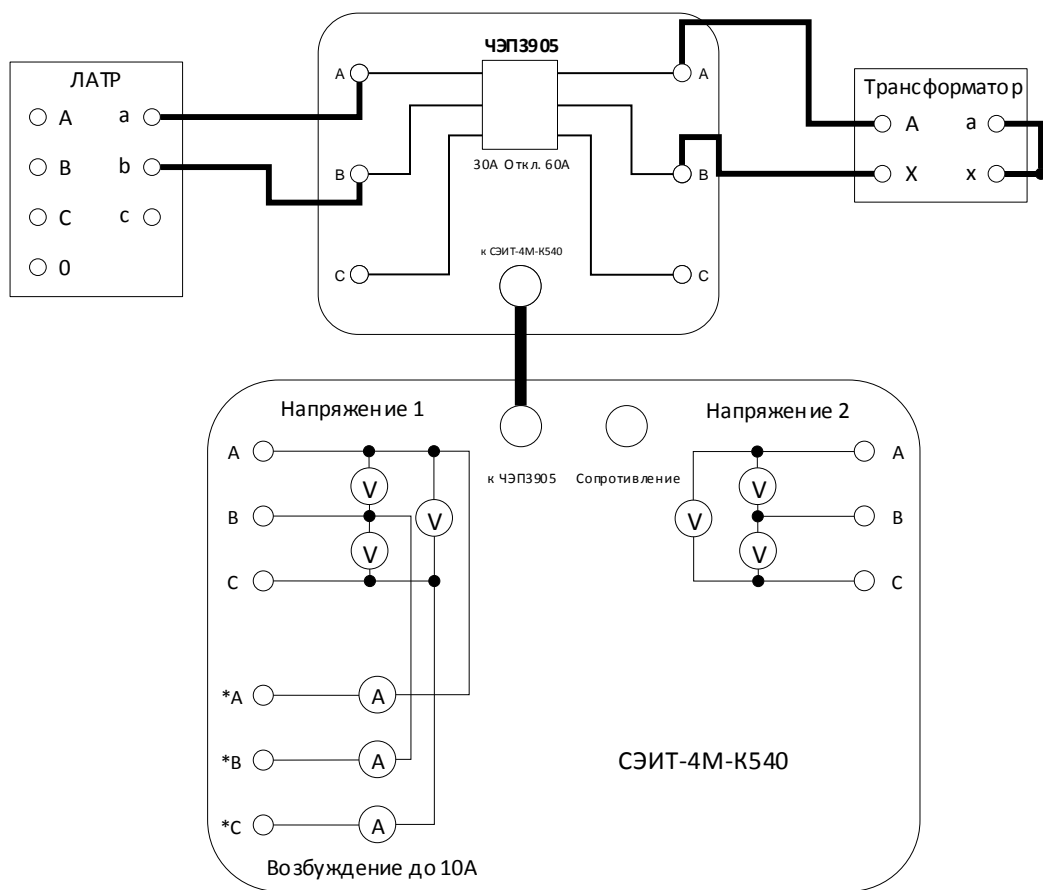 ЧЭП3905
ЛАТР
A a
B b
C c
0
A A
B B
C C
30А Откл. 60А
к СЭИТ-4М-К540
Трансформатор
A a
X x
Напряжение 1
Напряжение 2
A
B
C
V
V
V
к ЧЭП3905
Сопротивление
V
V
V
A
B
C
*A A
*B A
*C A
СЭИТ-4М-К540
Возбуждение до 10А